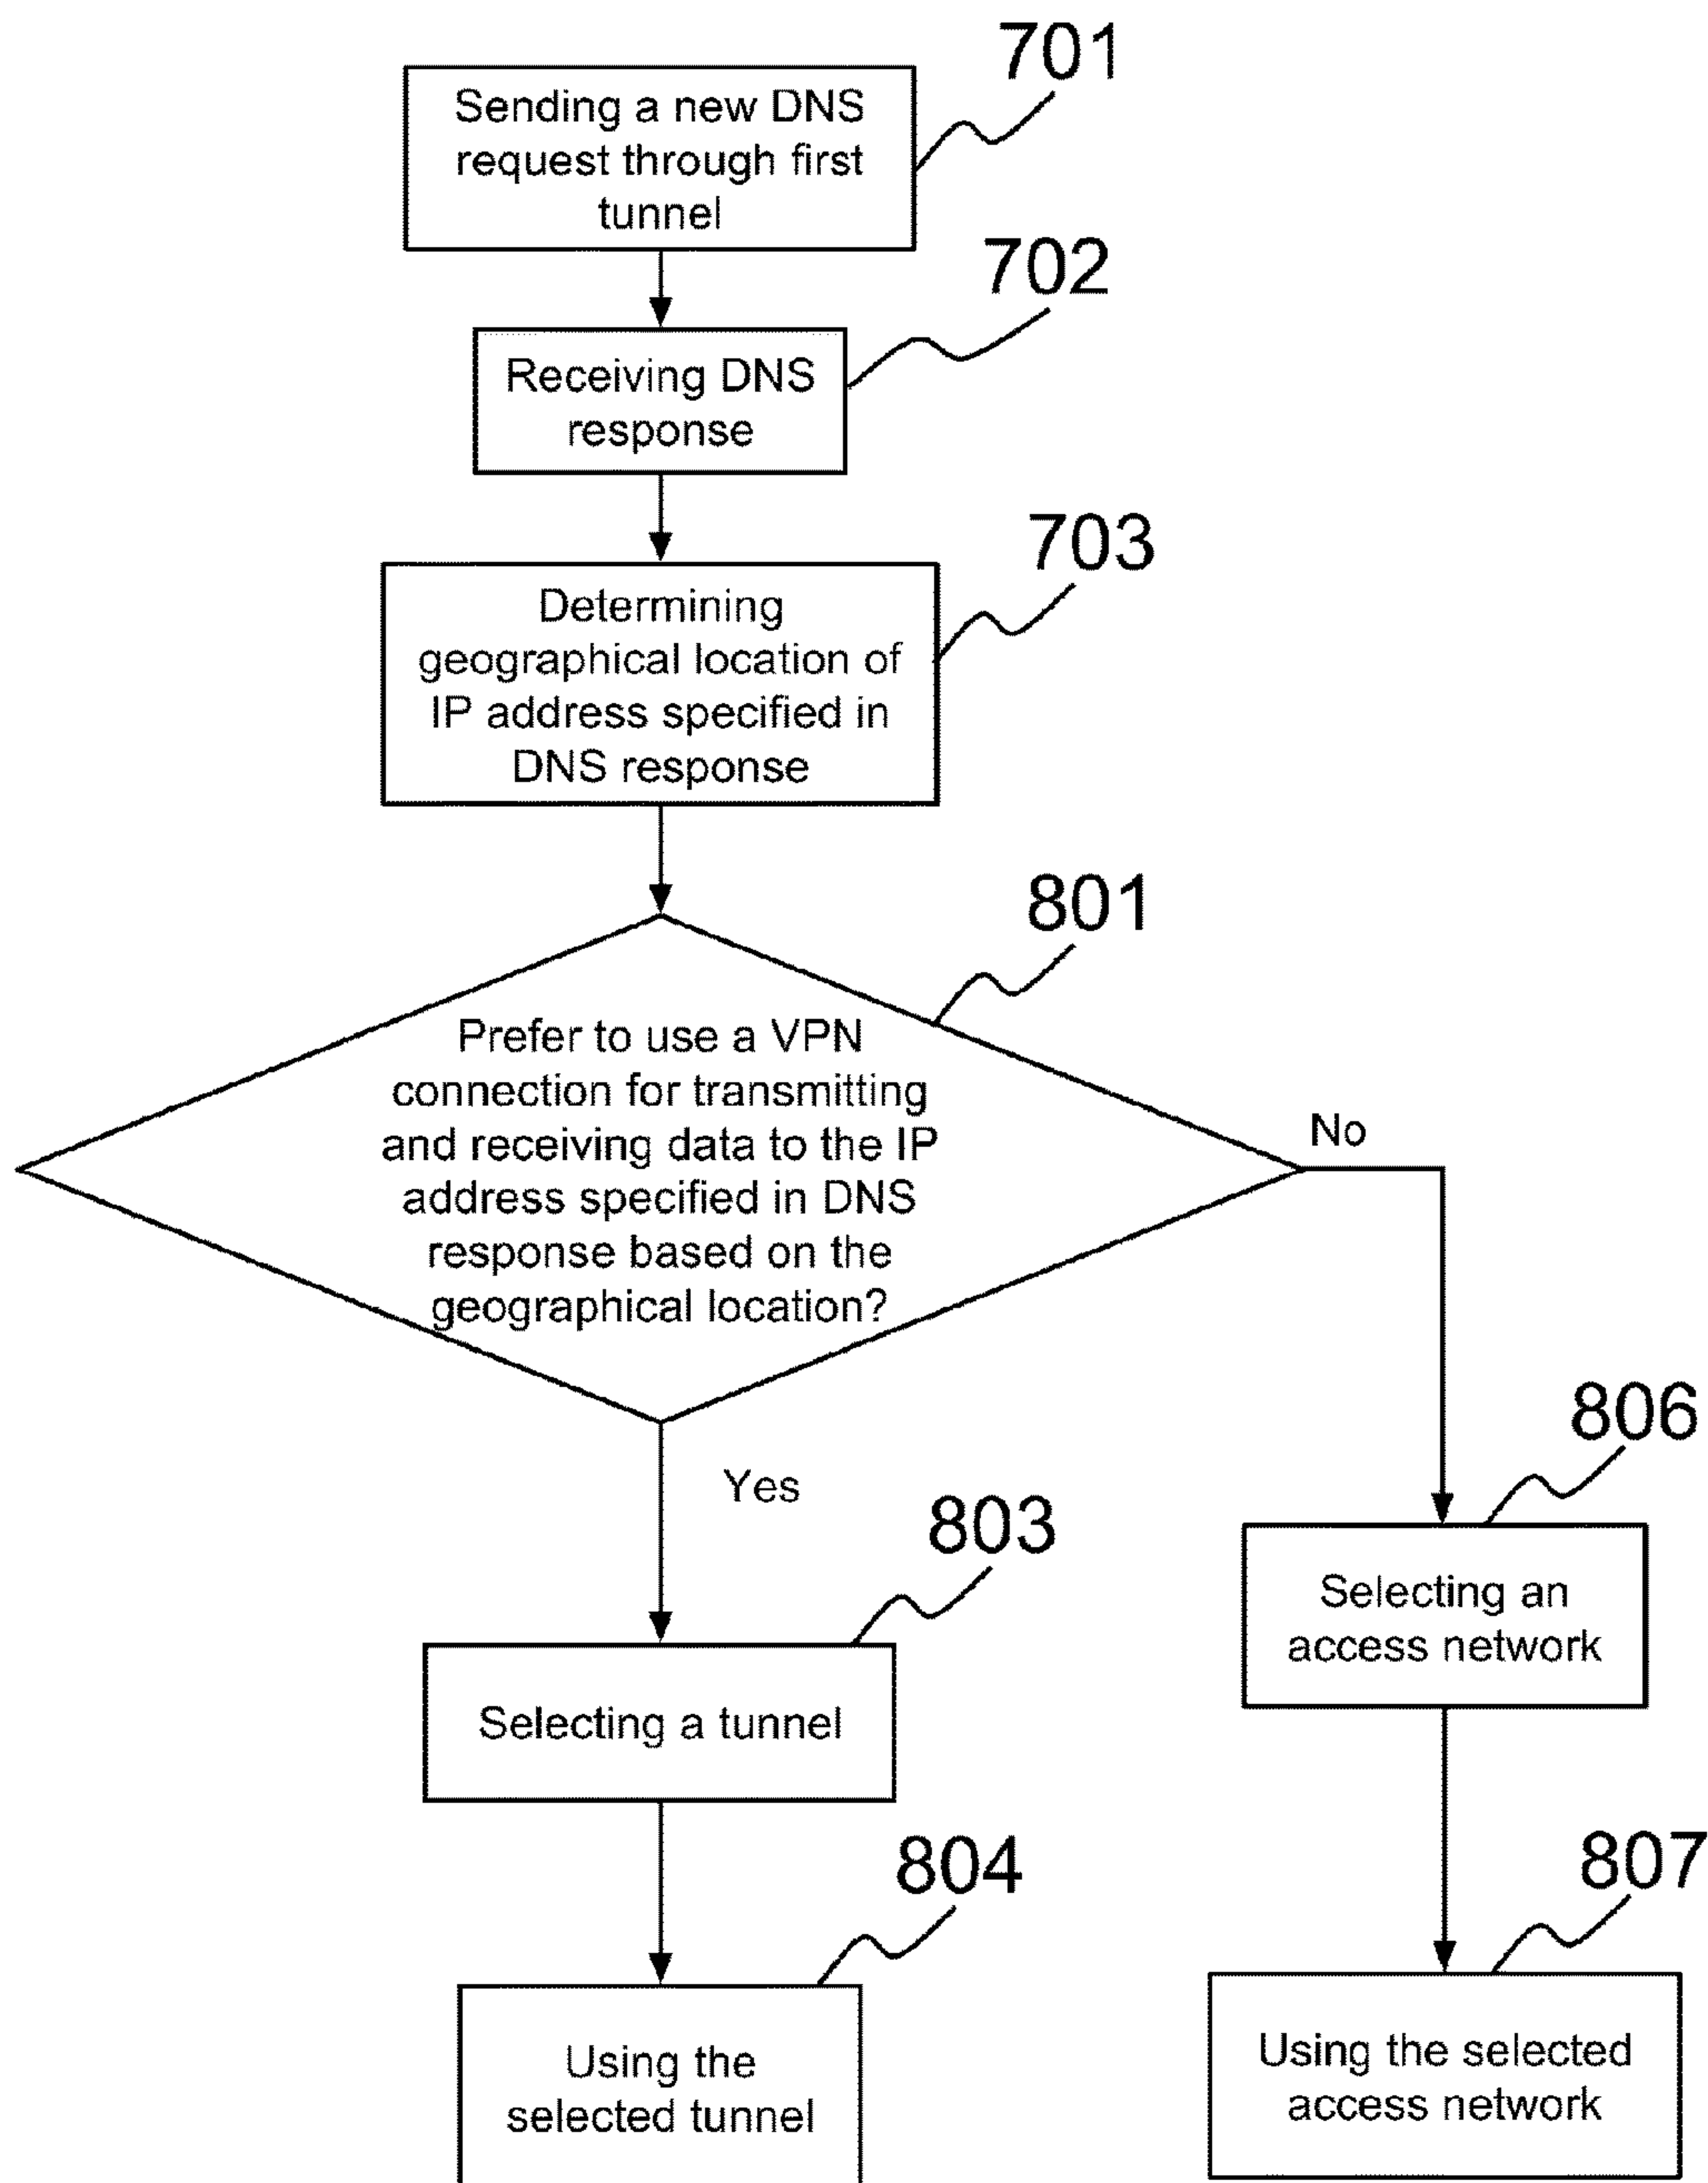 701
Sending a new DNS
request through first
tunnel
702
Receiving DNS
response
703
Determining
geographical location of
IP address specified in
DNS response
801
Prefer to use a VPN
connection for transmitting
and receiving data to the IP
address specified in DNS
response based on the
geographical location?
No
Yes
806
Selecting an
access network
803
Selecting a tunnel
804
Using the
selected tunnel
807
Using the selected
access network